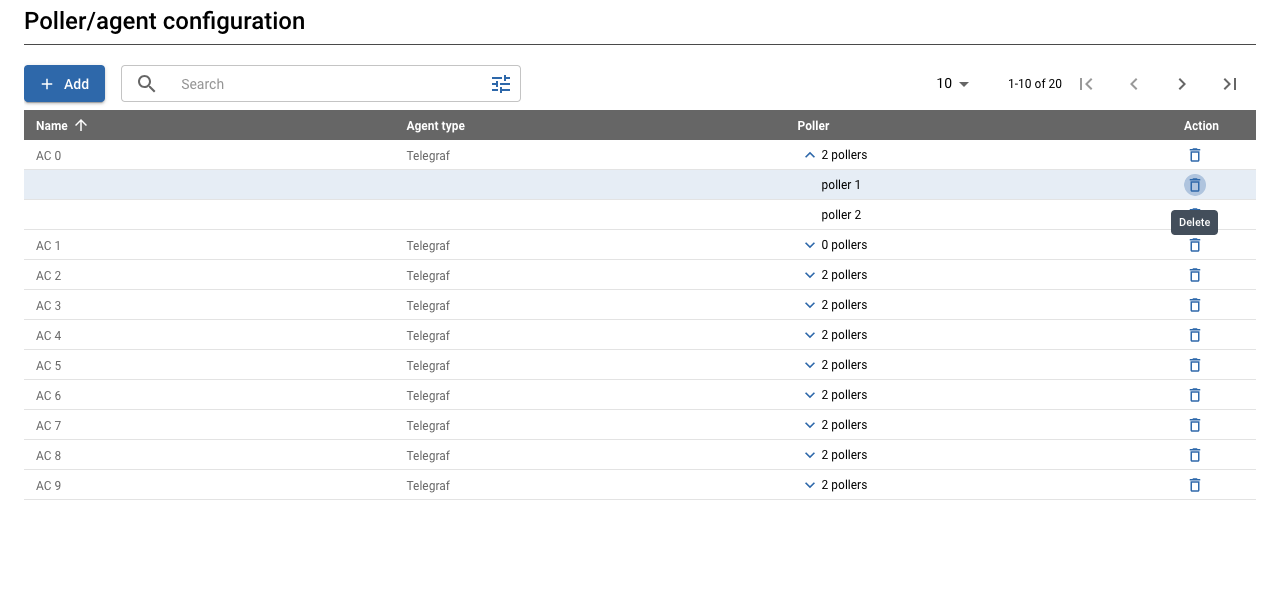 Poller/agent configuration
Add Search 10 1-10 of 20
Name Agent type Poller Action
AC 0 Telegraf 2 pollers
poller 1
poller 2
Delete
AC 1 Telegraf 0 pollers
AC 2 Telegraf 2 pollers
AC 3 Telegraf 2 pollers
AC 4 Telegraf 2 pollers
AC 5 Telegraf 2 pollers
AC 6 Telegraf 2 pollers
AC 7 Telegraf 2 pollers
AC 8 Telegraf 2 pollers
AC 9 Telegraf 2 pollers